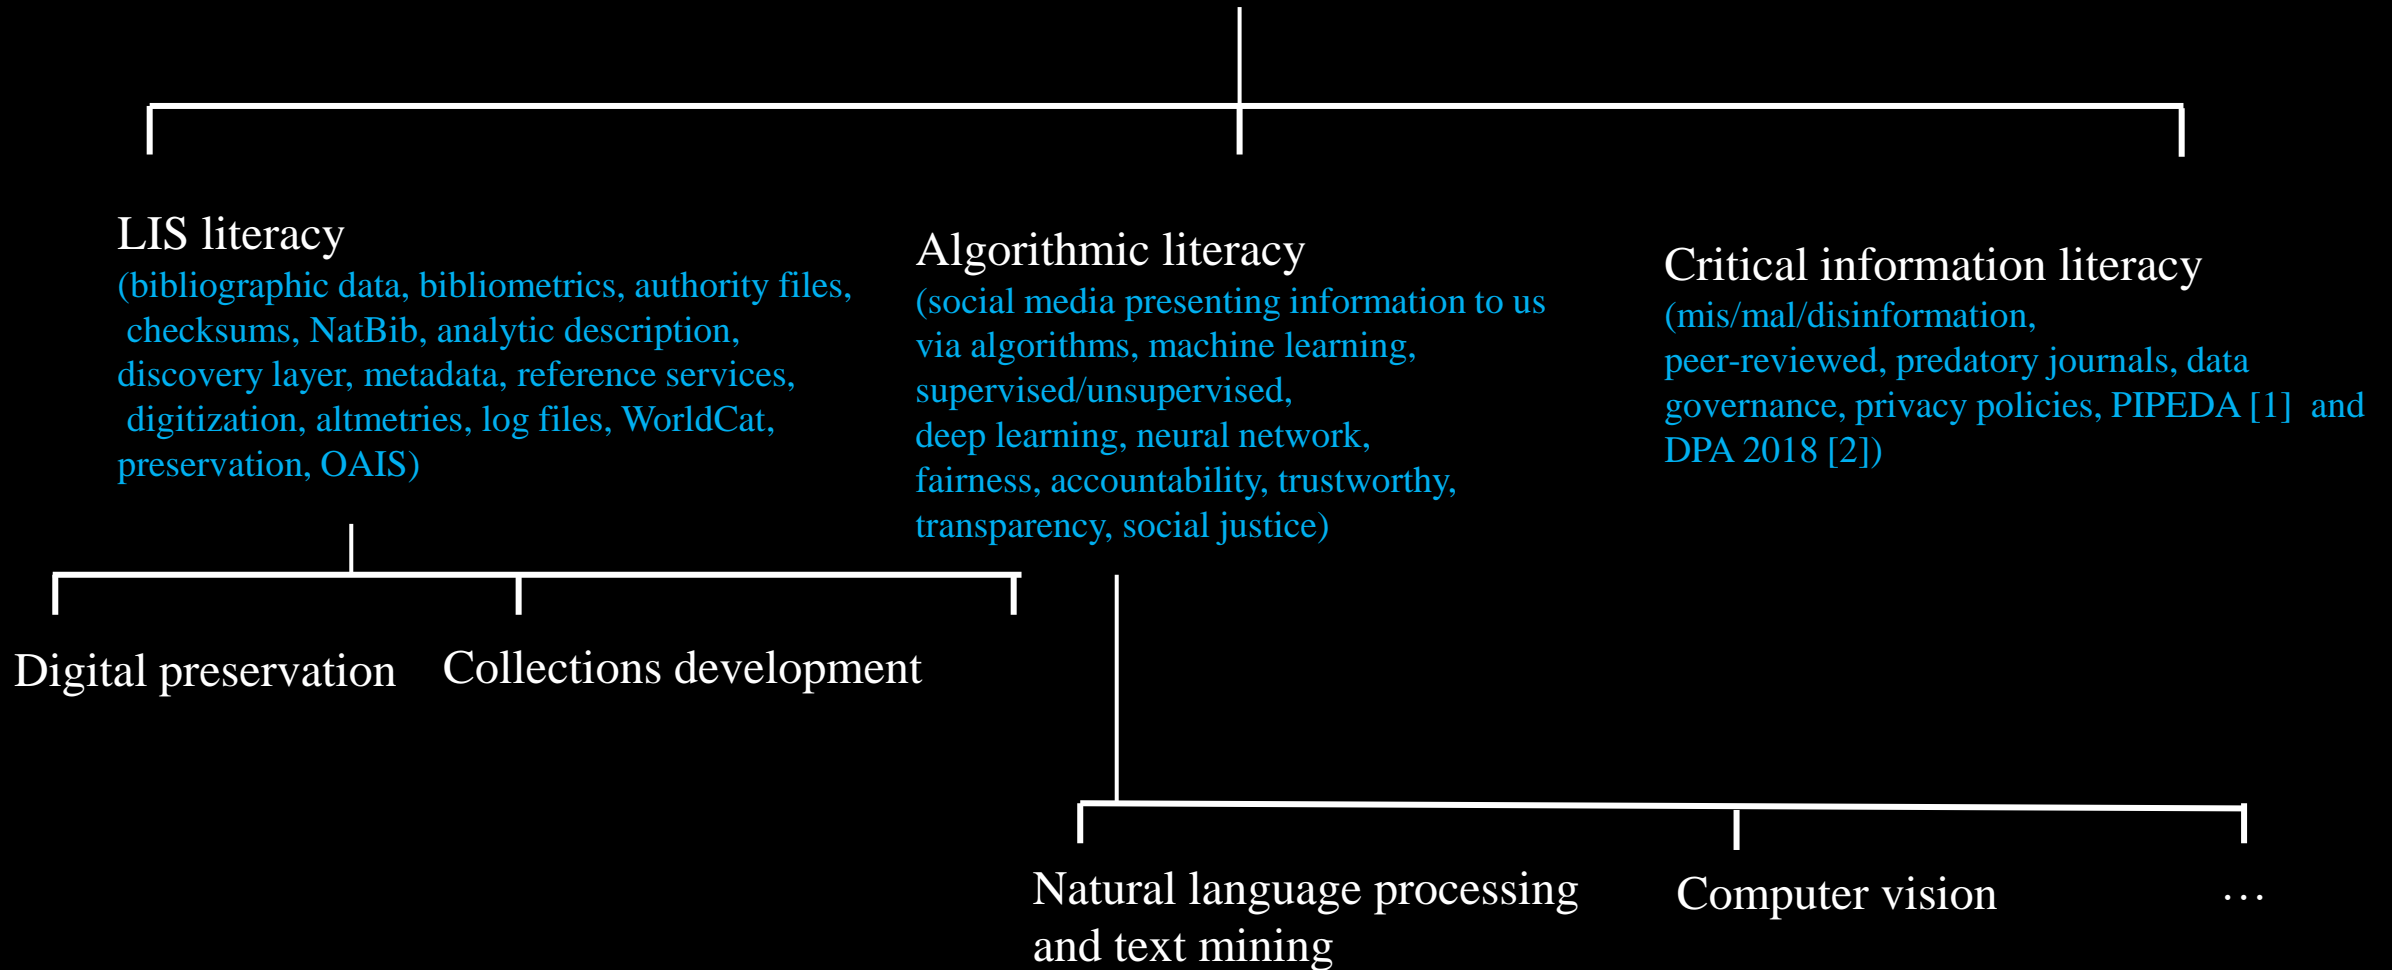 LIS literacy
(bibliographic data, bibliometrics, authority files,
checksums, NatBib, analytic description,
discovery layer, metadata, reference services,
digitization, altmetries, log files, WorldCat,
preservation, OAIS)
Algorithmic literacy
(social media presenting information to us
via algorithms, machine learning,
supervised/unsupervised,
deep learning, neural network,
fairness, accountability, trustworthy,
transparency, social justice)
Critical information literacy
(mis/mal/disinformation,
peer-reviewed, predatory journals, data
governance, privacy policies, PIPEDA [1] and
DPA 2018 [2])
Digital preservation
Collections development
Natural language processing
and text mining
Computer vision
…